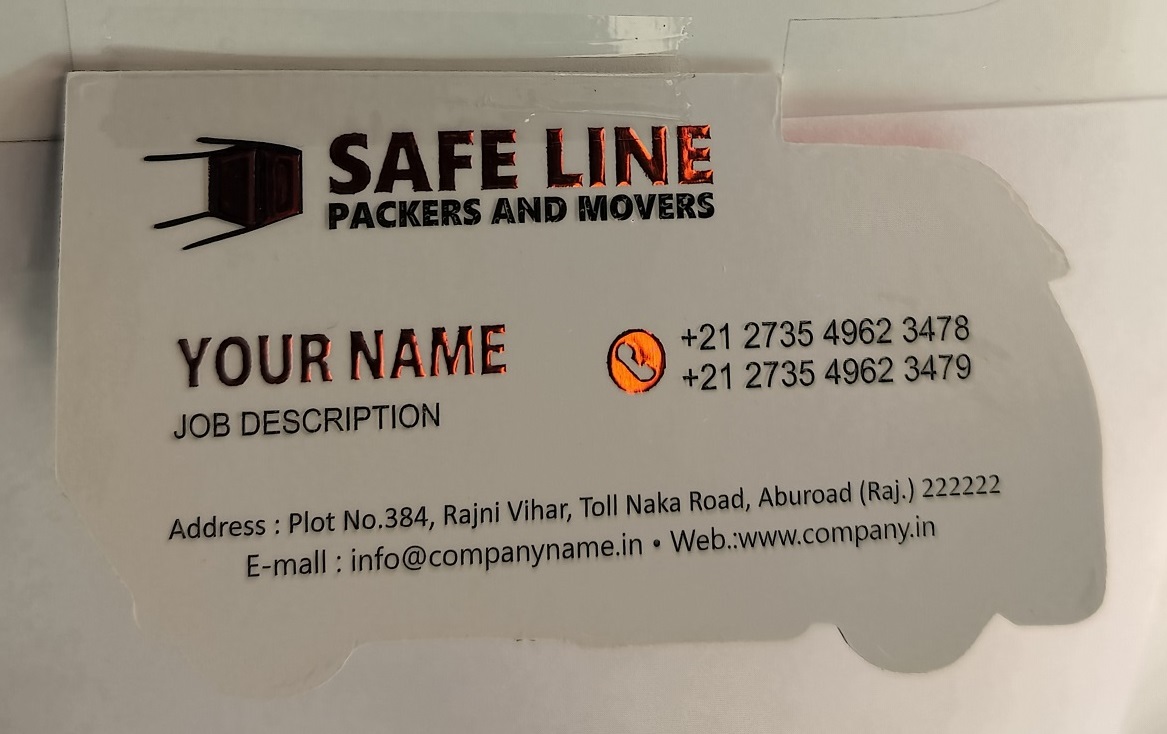 SAFE LINE
PACKERS AND MOVERS
YOUR NAME
JOB DESCRIPTION
+21 2735 4962 3478
+21 2735 4962 3479
Address : Plot No.384, Rajni Vihar, Toll Naka Road, Aburoad (Raj.) 222222
E-mall : info@companyname.in • Web.:www.company.in